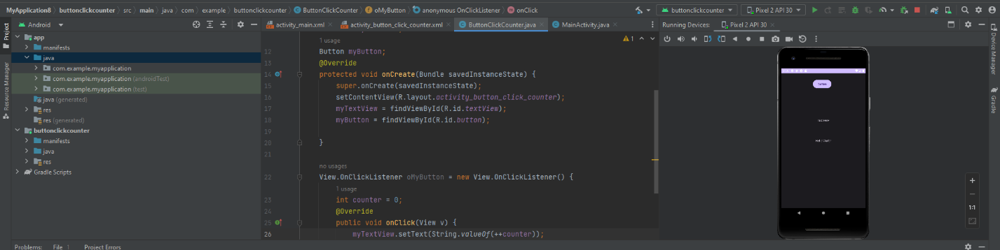 MyApplication8 buttonclickcounter src main java com example buttonclickcounter ButtonClickCounter oMyButton anonymous OnClickListener onClick buttonclickcounter Pixel 2 API 30
Android activity_main.xml activity_button_click_counter.xml ButtonClickCounter.java MainActivity.java Running Devices: Pixel 2 API 30
Project
Resource Manager
app
manifests
java
com.example.myapplication
com.example.myapplication (androidTest)
com.example.myapplication (test)
java (generated)
res
res (generated)
buttonclickcounter
manifests
java
res
Gradle Scripts
1
1 usage
12 Button myButton;
13 @Override
14 protected void onCreate(Bundle savedInstanceState) {
15 super.onCreate(savedInstanceState);
16 setContentView(R.layout.activity_button_click_counter);
17 myTextView = findViewById(R.id.textView);
18 myButton = findViewById(R.id.button);
19
20 }
21
no usages
22 View.OnClickListener oMyButton = new View.OnClickListener() {
1 usage
23 int counter = 0;
24 @Override
25 public void onClick(View v) {
26 myTextView.setText(String.valueOf(++counter));
1:1
Device Manager
Gradle
Problems: File 1 Project Errors